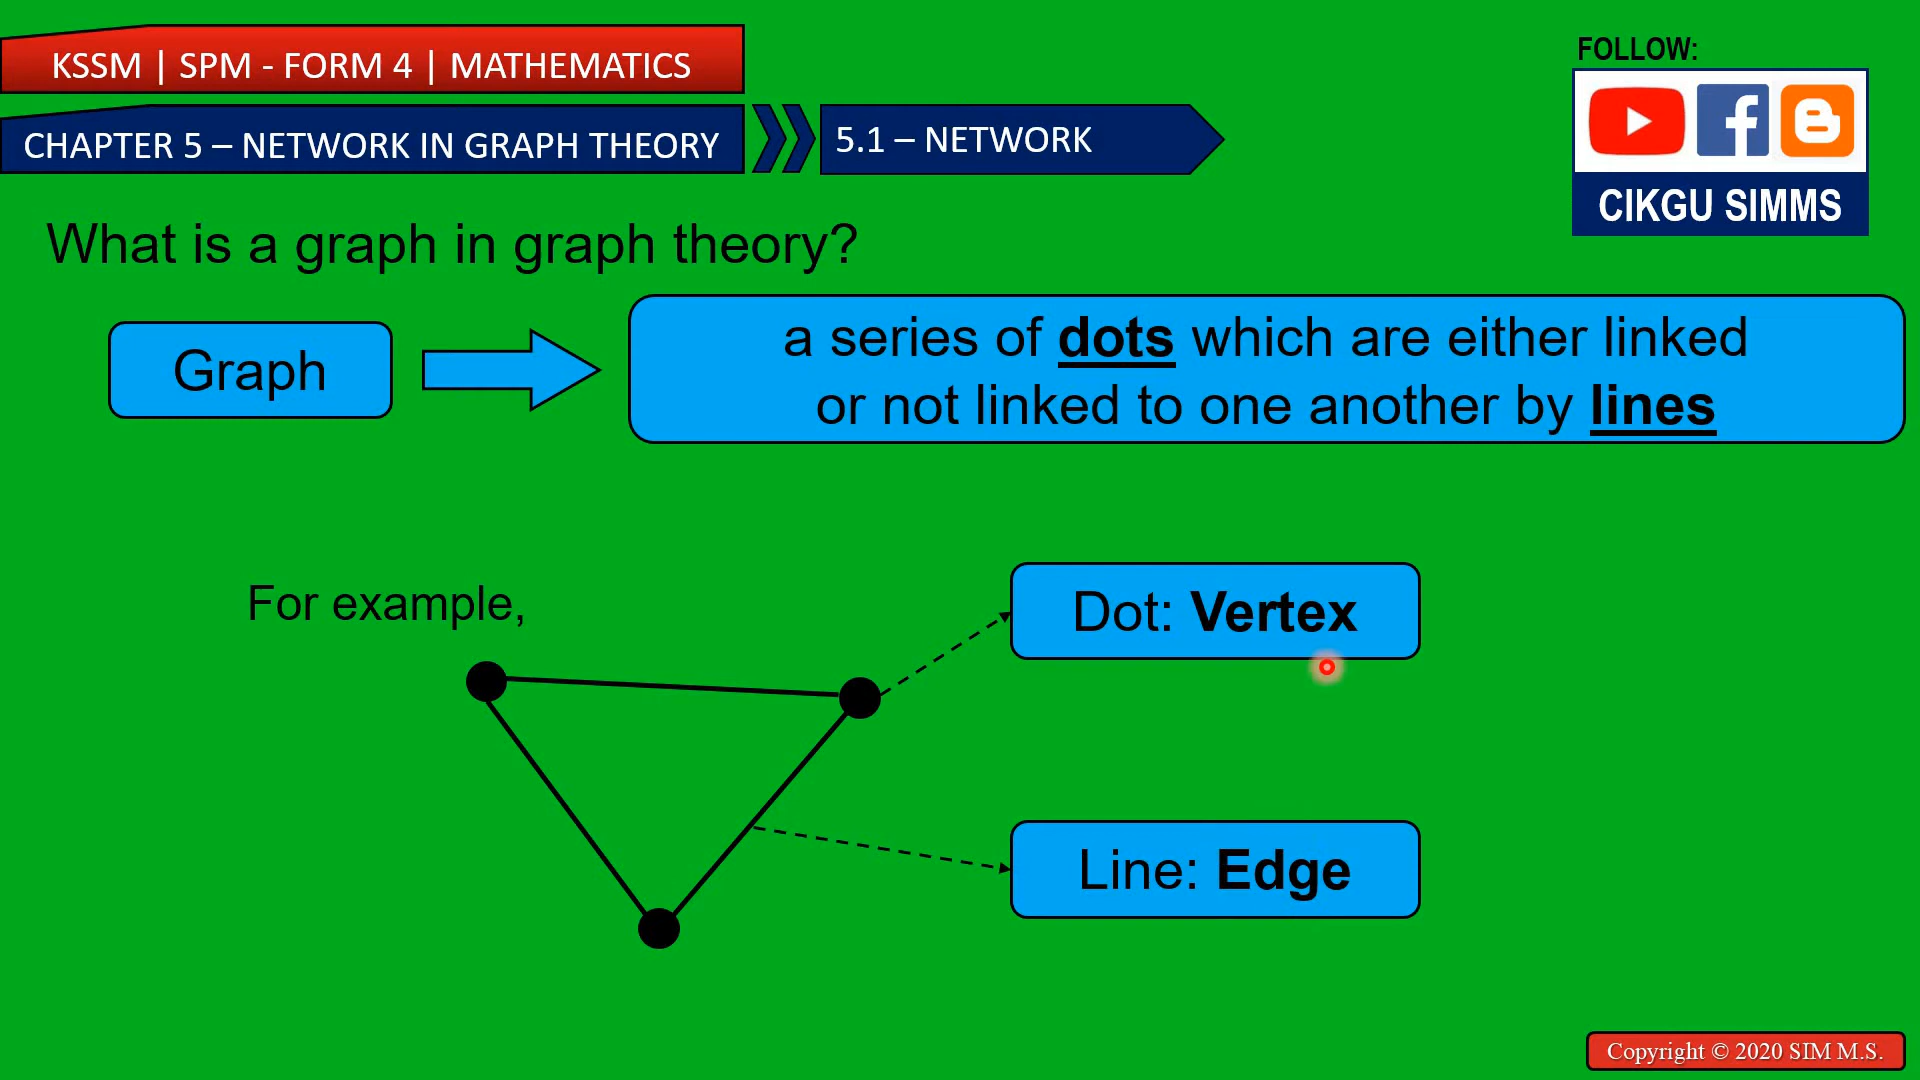 KSSM | SPM - FORM 4 | MATHEMATICS
CHAPTER 5 – NETWORK IN GRAPH THEORY
5.1 – NETWORK
FOLLOW:
CIKGU SIMMS
What is a graph in graph theory?
Graph
a series of dots which are either linked
or not linked to one another by lines
For example,
Dot: Vertex
Line: Edge
Copyright © 2020 SIM M.S.